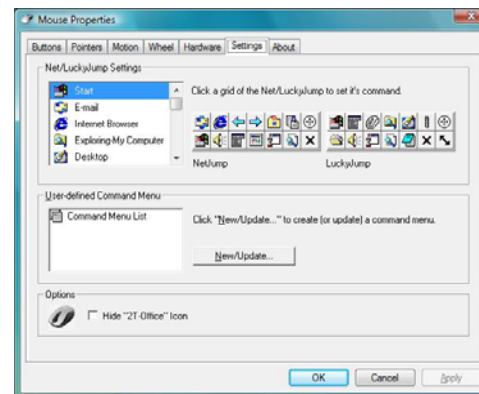 Mouse Properties
Buttons Pointers Motion Wheel Hardware Settings About
Net/LuckyJump Settings
Start
E-mail
Internet Browser
Exploring-My Computer
Desktop
Click a grid of the Net/LuckyJump to set it's command.
NetJump LuckyJump
User-defined Command Menu
Command Menu List
Click "New/Update..." to create (or update) a command menu.
New/Update...
Options
Hide "2T-Office" Icon
OK Cancel Apply